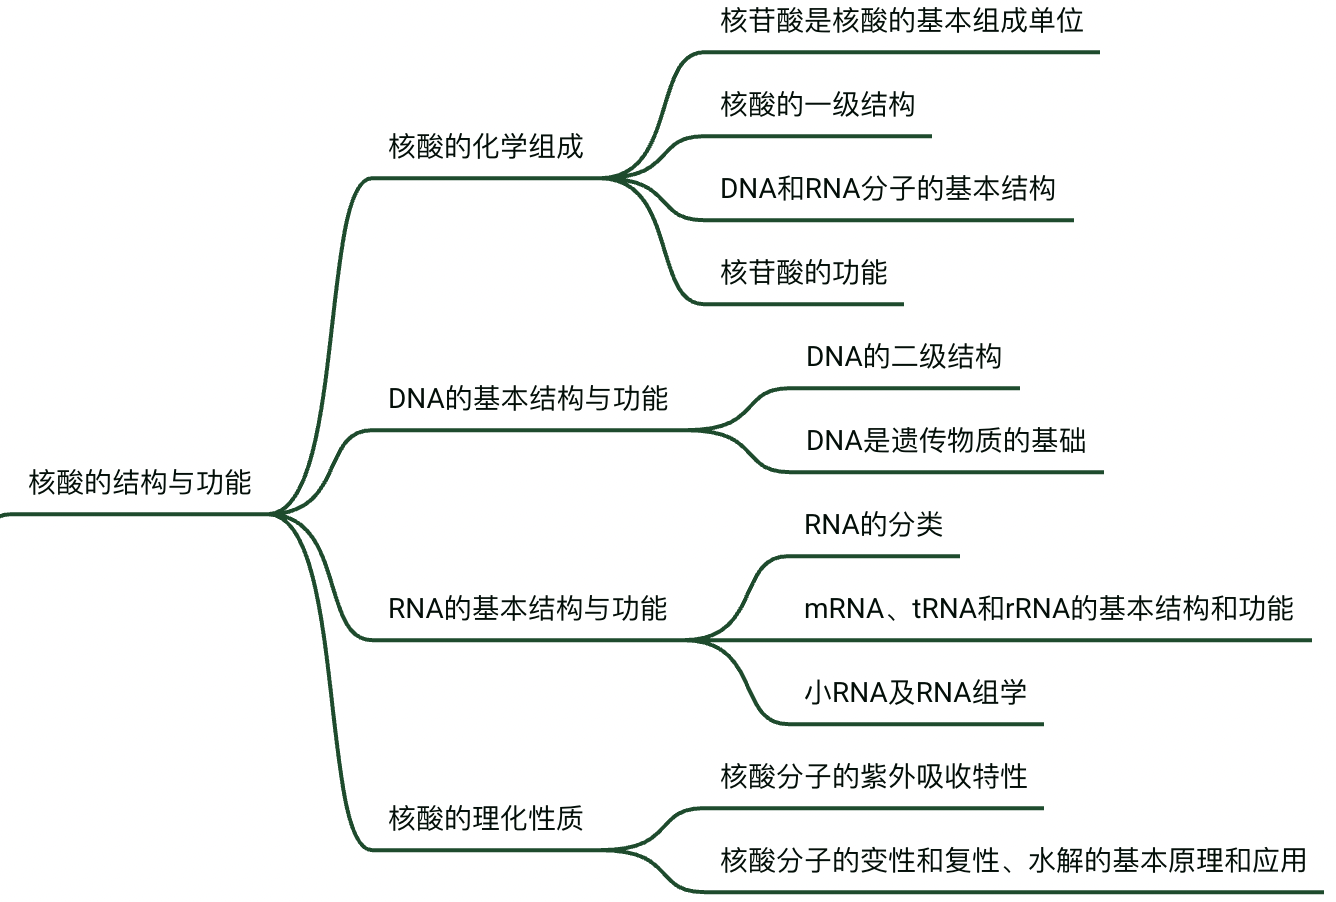 核酸的结构与功能
核酸的化学组成
核苷酸是核酸的基本组成单位
核酸的一级结构
DNA和RNA分子的基本结构
核苷酸的功能
DNA的基本结构与功能
DNA的二级结构
DNA是遗传物质的基础
RNA的基本结构与功能
RNA的分类
mRNA、tRNA和rRNA的基本结构和功能
小RNA及RNA组学
核酸的理化性质
核酸分子的紫外吸收特性
核酸分子的变性和复性、水解的基本原理和应用